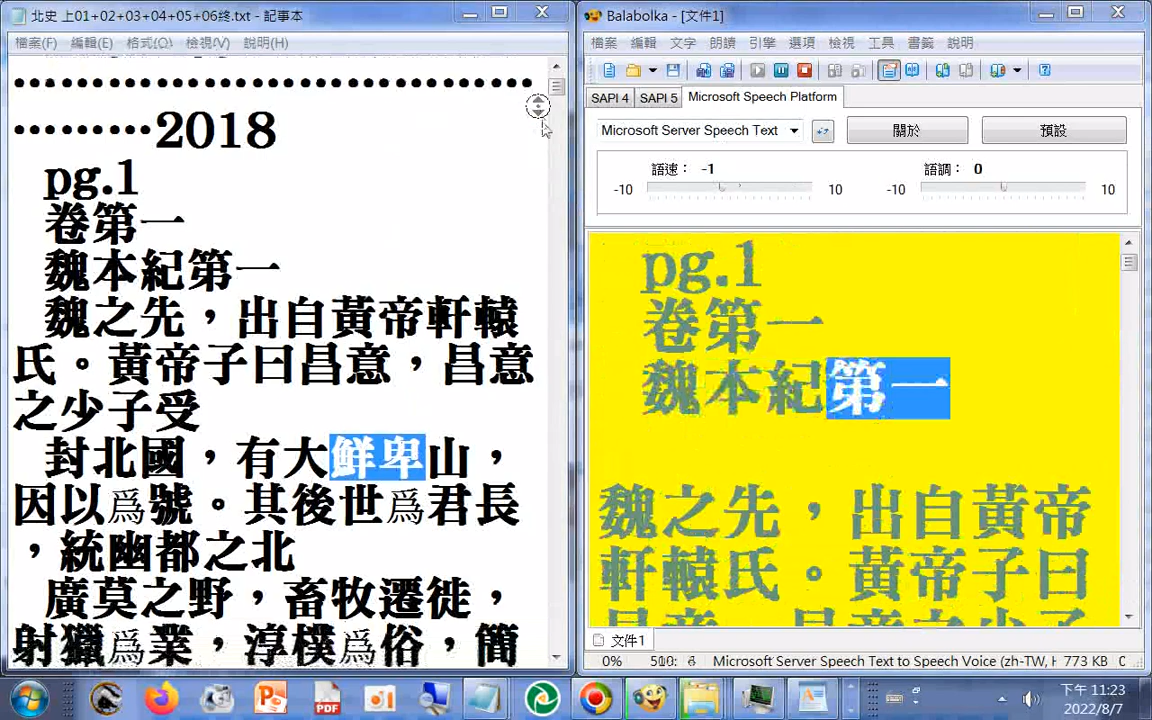 北史 上01+02+03+04+05+06終.txt - 記事本
檔案(F) 編輯(E) 格式(O) 檢視(V) 說明(H)
………2018
pg.1
卷第一
魏本紀第一
魏之先，出自黃帝軒轅
氏。黃帝子曰昌意，昌意
之少子受
封北國，有大鮮卑山，
因以爲號。其後世爲君長
，統幽都之北
廣莫之野，畜牧遷徙，
射獵爲業，淳樸爲俗，簡
Balabolka - [文件1]
檔案 編輯 文字 朗讀 引擎 選項 檢視 工具 書籤 說明
SAPI 4 SAPI 5 Microsoft Speech Platform
Microsoft Server Speech Text 關於 預設
語速： -1 語調： 0
-10 10 -10 10
pg.1
卷第一
魏本紀第一
魏之先，出自黃帝
軒轅氏。黃帝子曰
昌意，昌意之少子
文件1
0% Microsoft Server Speech Text to Speech Voice (zh-TW, H 773 KB
下午 11:23
2022/8/7